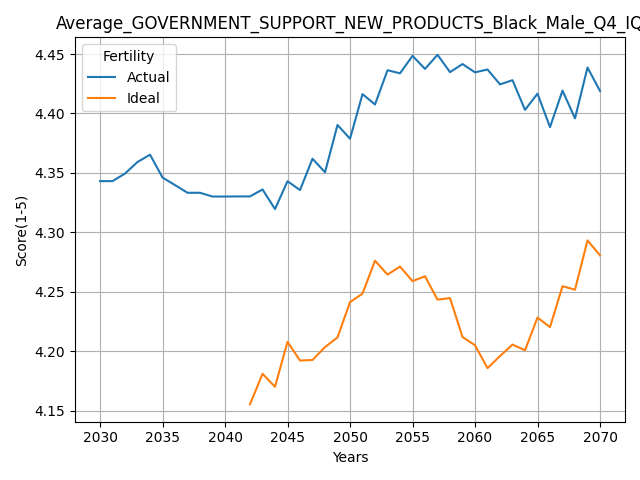 Average_GOVERNMENT_SUPPORT_NEW_PRODUCTS_Black_Male_Q4_IQ
Fertility
Actual
Ideal
4.45
4.40
4.35
4.30
4.25
4.20
4.15
Score(1-5)
2030 2035 2040 2045 2050 2055 2060 2065 2070
Years